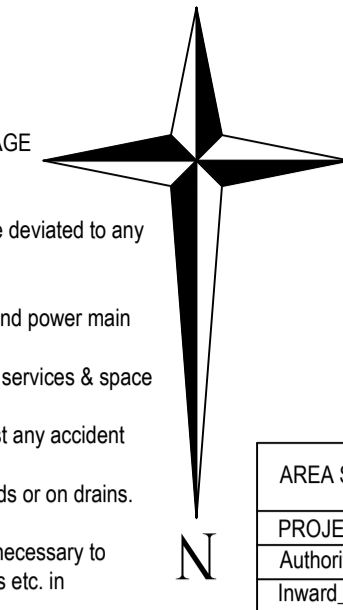 e deviated to any
nd power main
services & space
st any accident
ds or on drains.
necessary to
s etc. in
N
AREA
PROJE
Authori
Inward_